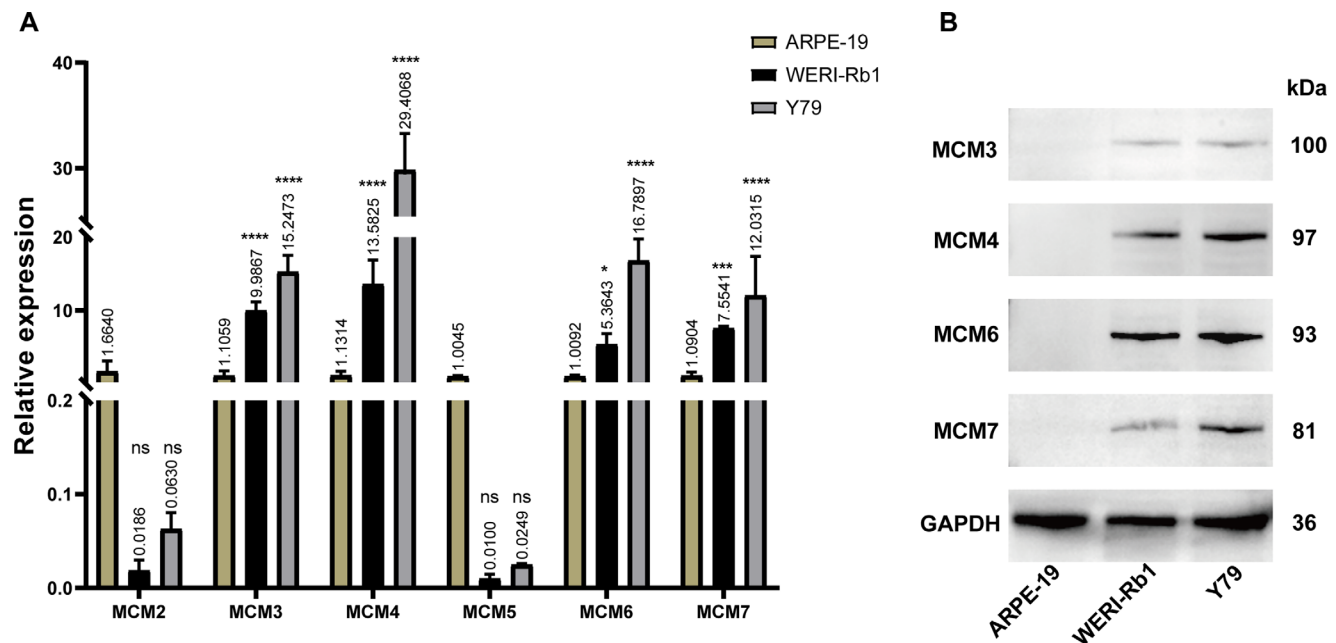 A
ARPE-19
WERI-Rb1
Y79
Relative expression
40
30
20
10
0.2
0.1
0.0
1.6640
ns
0.0186
ns
0.0630
1.1059
****
9.9867
****
15.2473
1.1314
****
13.5825
****
29.4068
1.0045
ns
0.0100
ns
0.0249
1.0092
*
5.3643
****
16.7897
1.0904
***
7.5541
****
12.0315
MCM2 MCM3 MCM4 MCM5 MCM6 MCM7
B
kDa
MCM3 100
MCM4 97
MCM6 93
MCM7 81
GAPDH 36
ARPE-19 WERI-Rb1 Y79